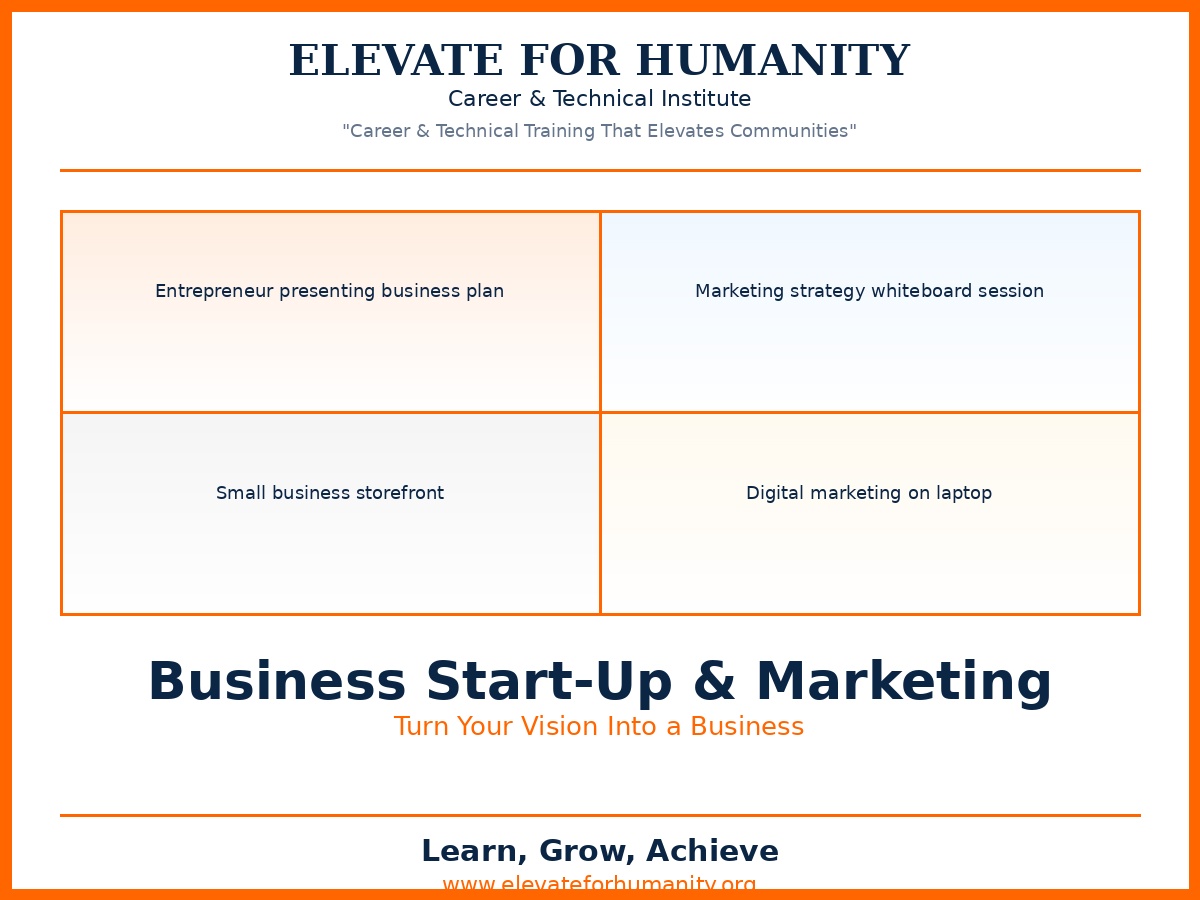 ELEVATE FOR HUMANITY
Career & Technical Institute
"Career & Technical Training That Elevates Communities"
Entrepreneur presenting business plan
Marketing strategy whiteboard session
Small business storefront
Digital marketing on laptop
Business Start-Up & Marketing
Turn Your Vision Into a Business
Learn, Grow, Achieve
www.elevateforhumanity.org